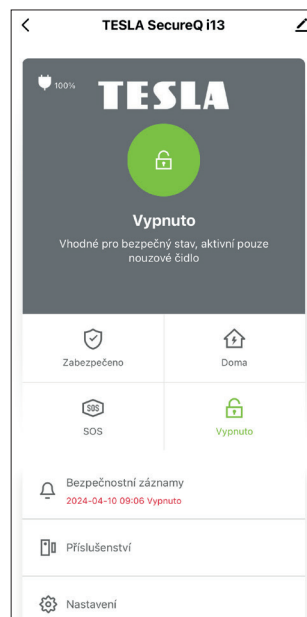 TESLA SecureQ i13
100%
TESLA
Vypnuto
Vhodné pro bezpečný stav, aktivní pouze
nouzové čidlo
Zabezpečeno
Doma
SOS
SOS
Vypnuto
Bezpečnostní záznamy
2024-04-10 09:06 Vypnuto
Příslušenství
Nastavení